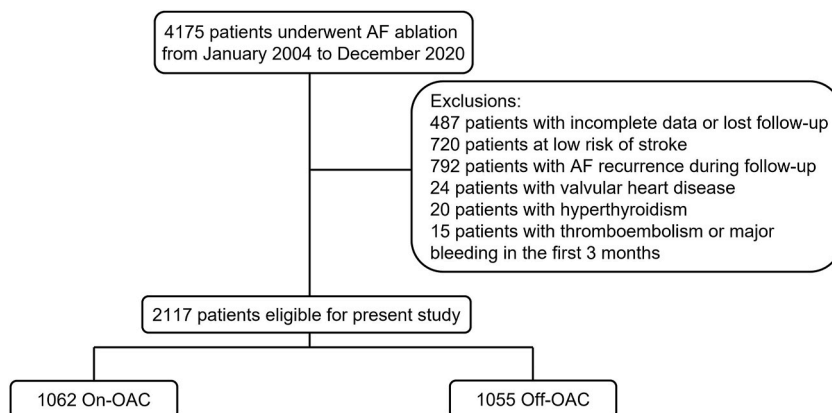 4175 patients underwent AF ablation
from January 2004 to December 2020
Exclusions:
487 patients with incomplete data or lost follow-up
720 patients at low risk of stroke
792 patients with AF recurrence during follow-up
24 patients with valvular heart disease
20 patients with hyperthyroidism
15 patients with thromboembolism or major
bleeding in the first 3 months
2117 patients eligible for present study
1062 On-OAC
1055 Off-OAC